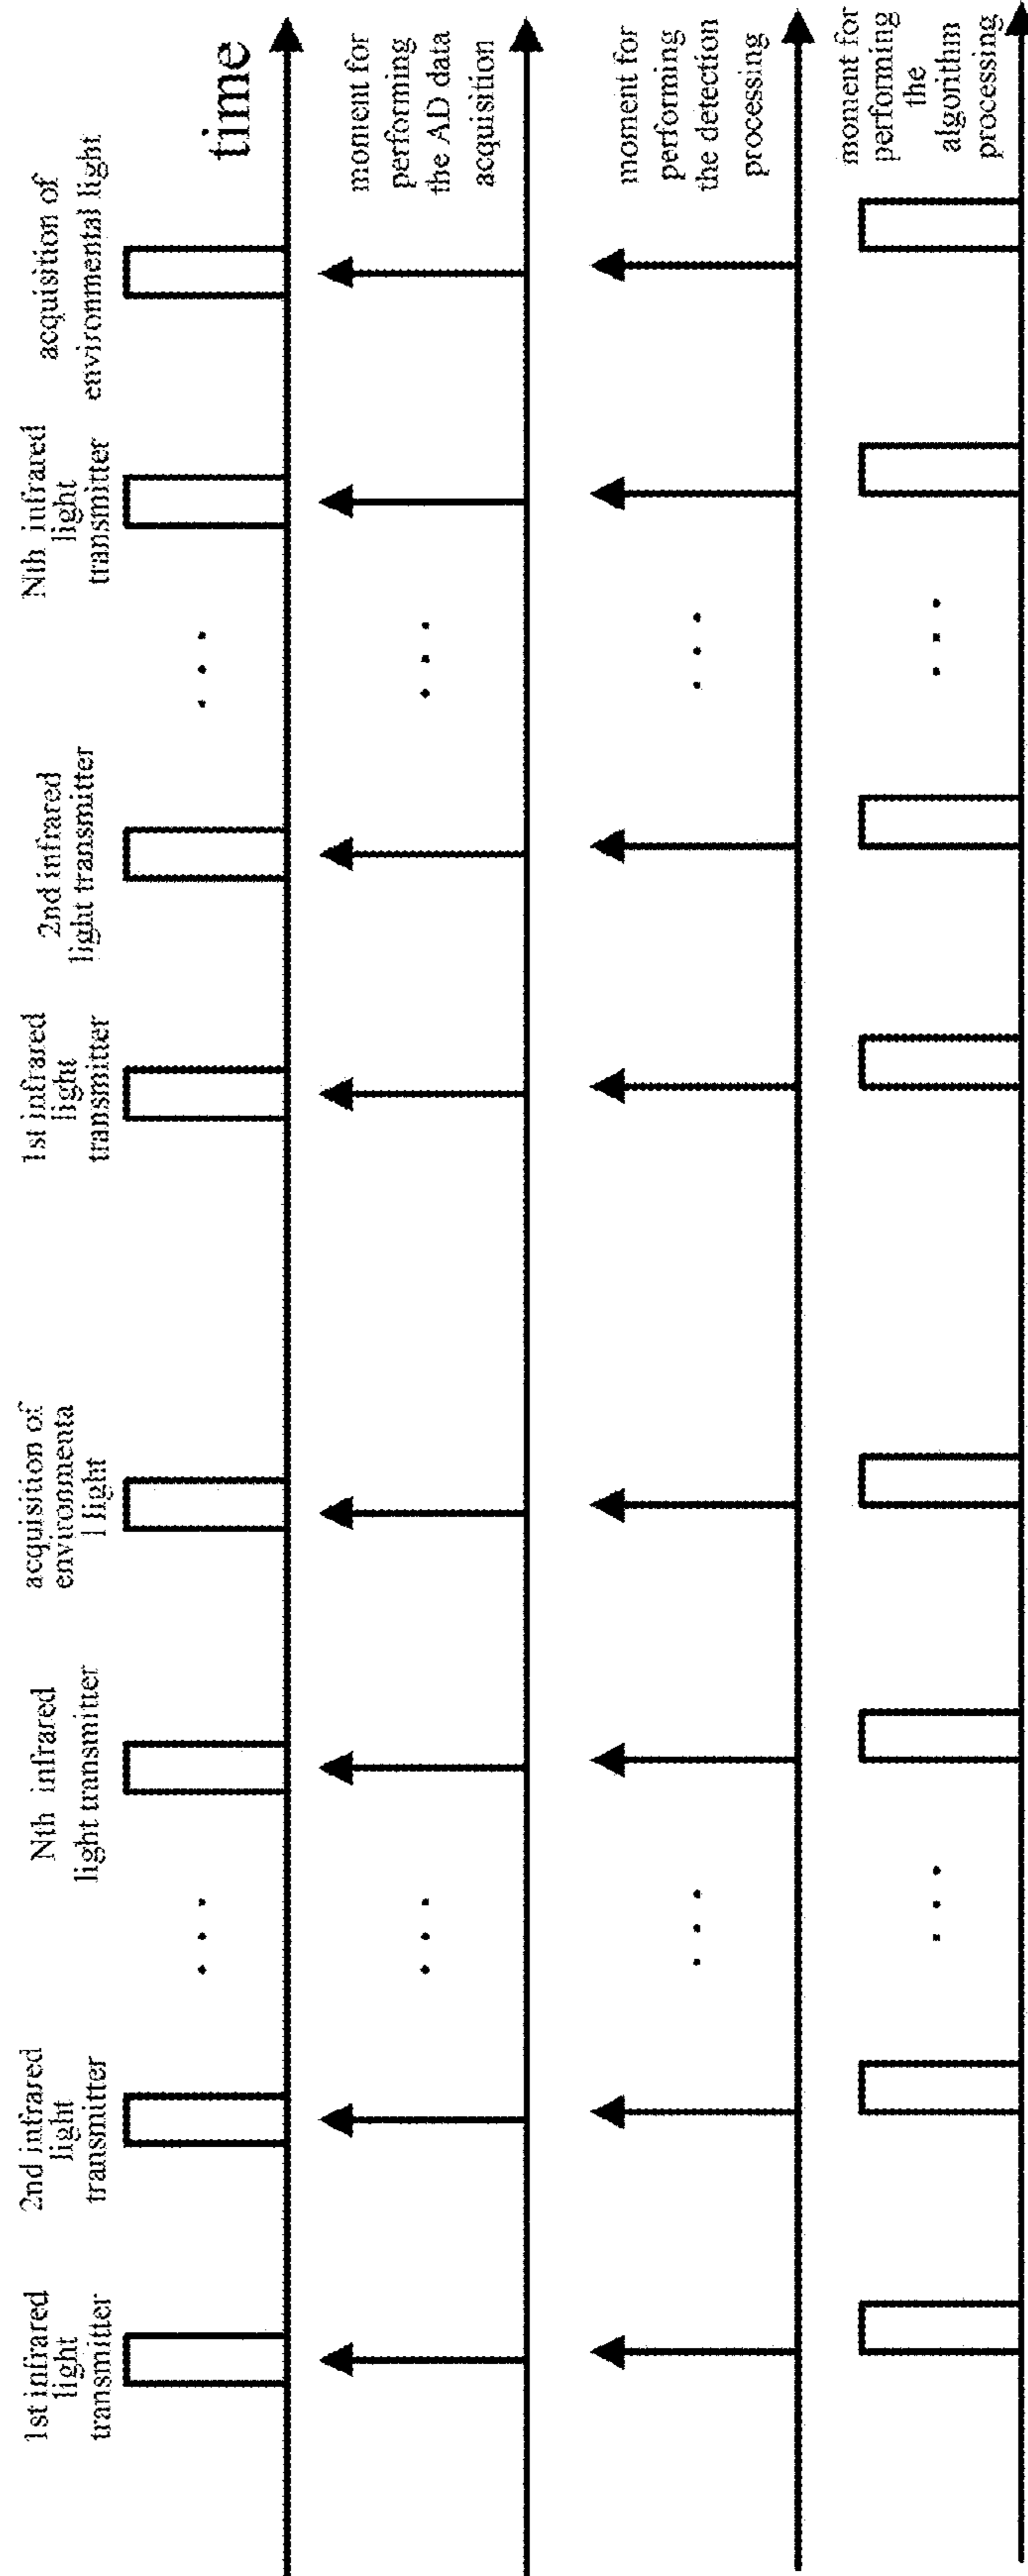 1st infrared
light
transmitter
2nd infrared
light
transmitter
Nth infrared
light transmitter
acquisition of
environmenta
l light
1st infrared
light
transmitter
2nd infrared
light transmitter
Nth infrared
light
transmitter
acquisition of
environmental light
time
moment for
performing
the AD data
acquisition
moment for
performing
the detection
processing
moment for
performing
the
algorithm
processing